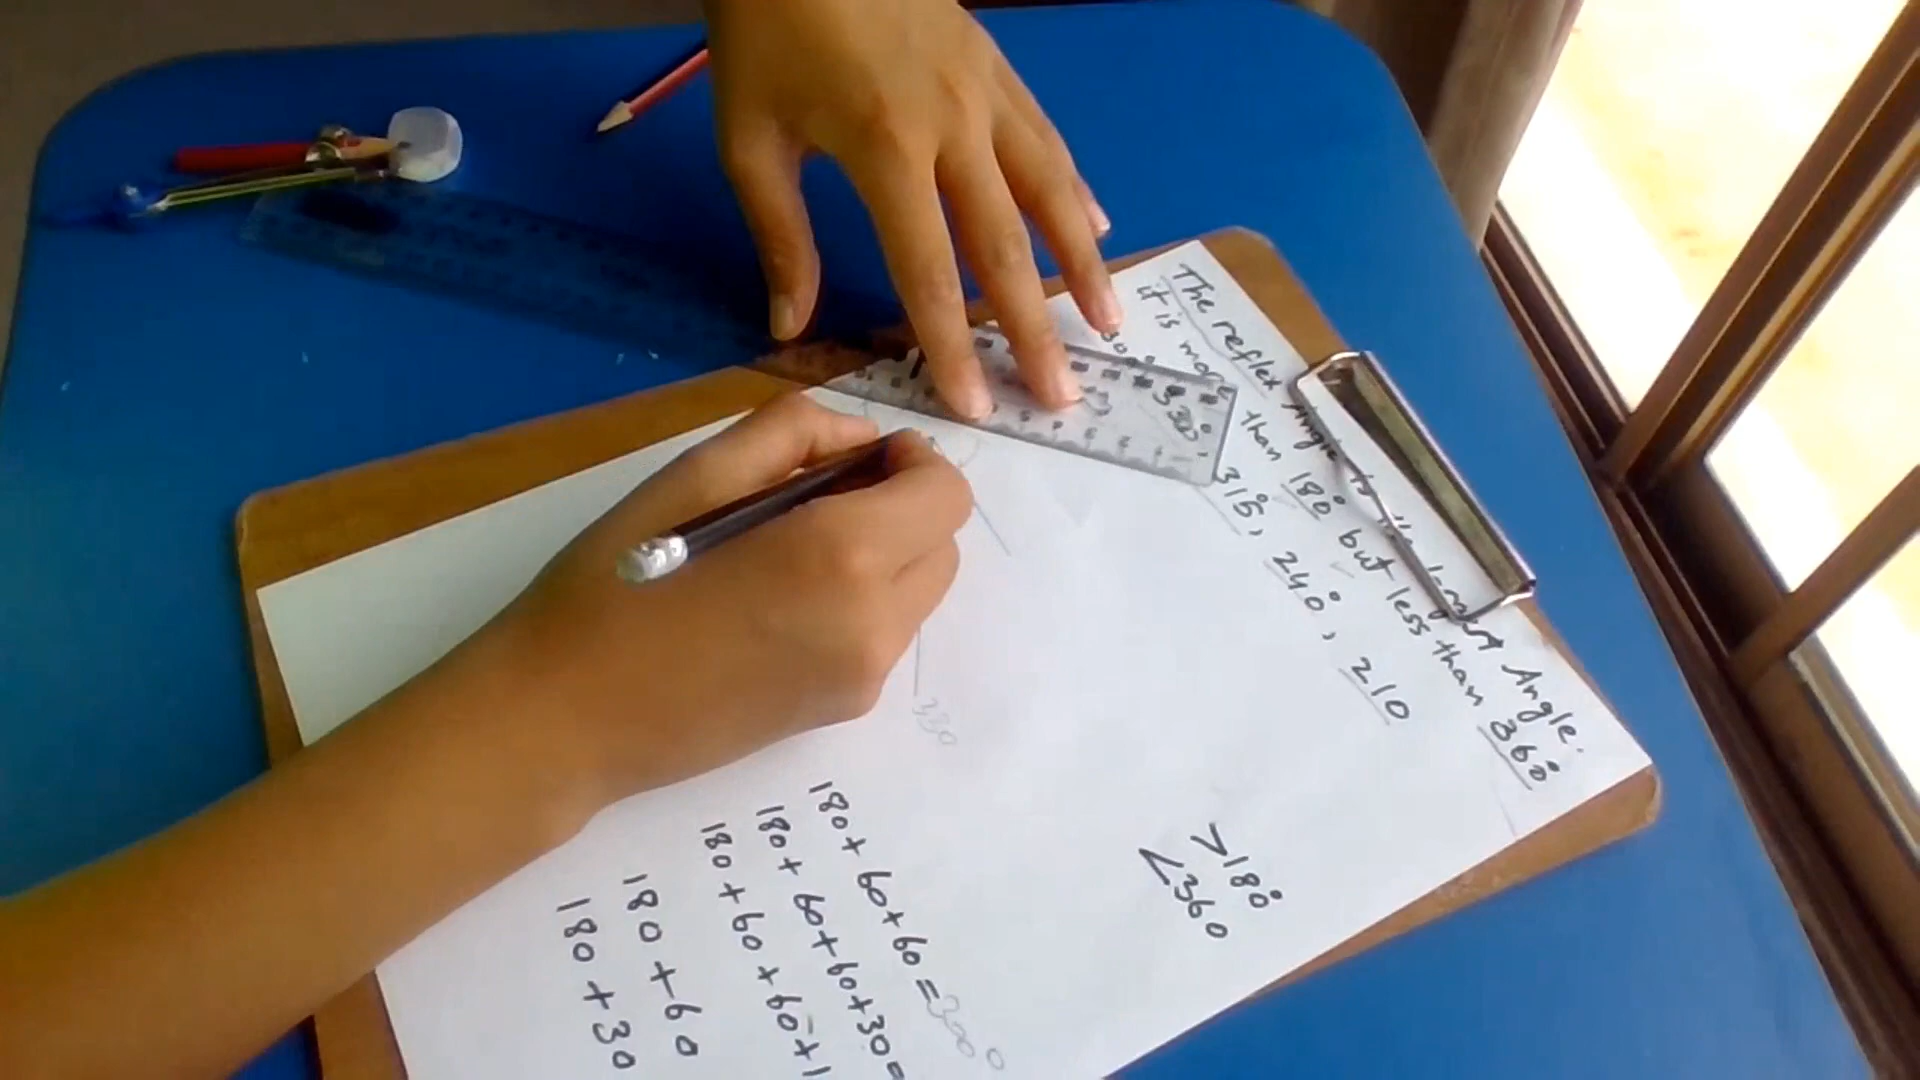 The reflex Angle is the largest Angle:
it is more than 180° but less than 360°
300°, 330°, 315°, 240°, 210
>180°
<360
330
180+60+60=300°
180+60+60+30=
180+60+60+1
180+60
180+30